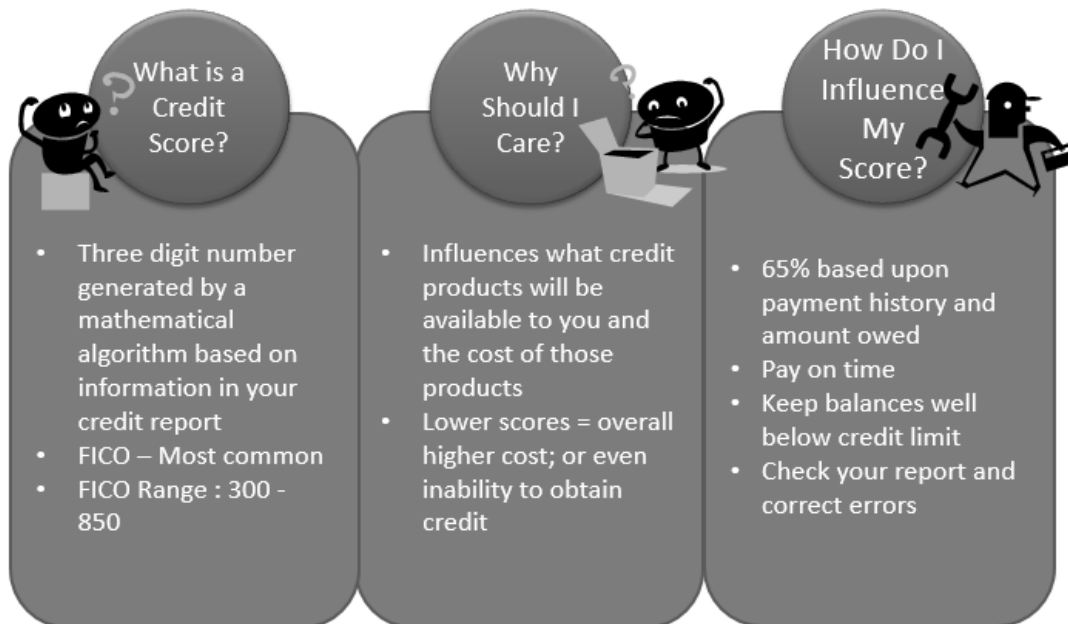 What is a
Credit
Score?
• Three digit number
generated by a
mathematical
algorithm based on
information in your
credit report
• FICO – Most common
• FICO Range : 300 -
850
Why
Should I
Care?
• Influences what credit
products will be
available to you and
the cost of those
products
• Lower scores = overall
higher cost; or even
inability to obtain
credit
How Do I
Influence
My
Score?
• 65% based upon
payment history and
amount owed
• Pay on time
• Keep balances well
below credit limit
• Check your report and
correct errors